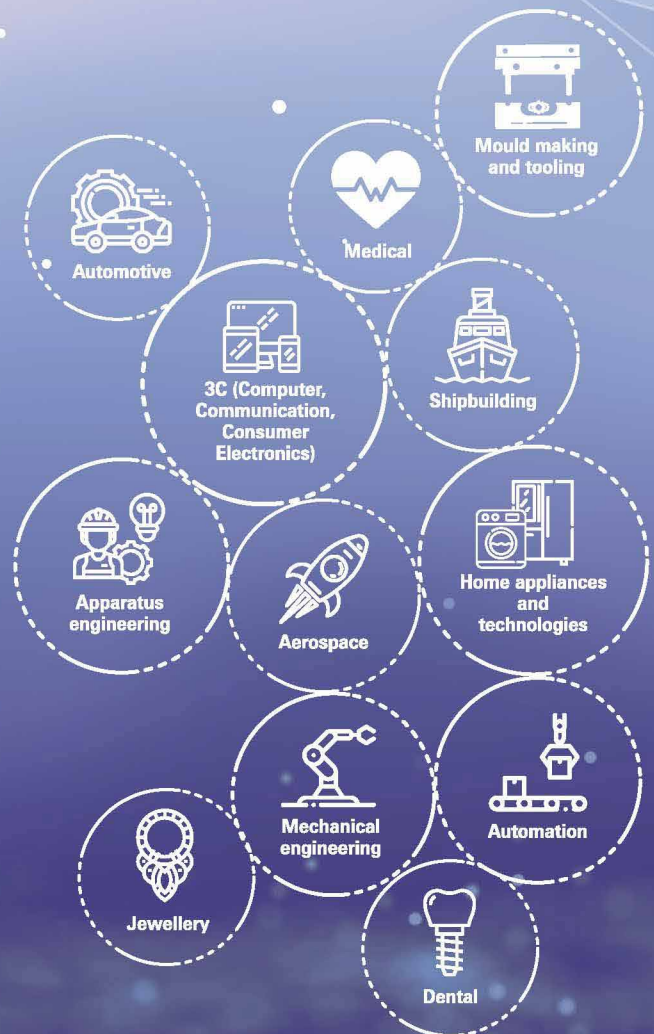 Mould making
and tooling
Medical
Automotive
3C (Computer,
Communication,
Consumer
Electronics)
Shipbuilding
Apparatus
engineering
Aerospace
Home appliances
and
technologies
Mechanical
engineering
Automation
Jewellery
Dental